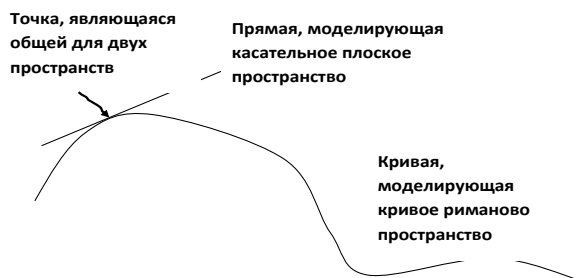 Точка, являющаяся
общей для двух
пространств
Прямая, моделирующая
касательное плоское
пространство
Кривая,
моделирующая
кривое риманово
пространство